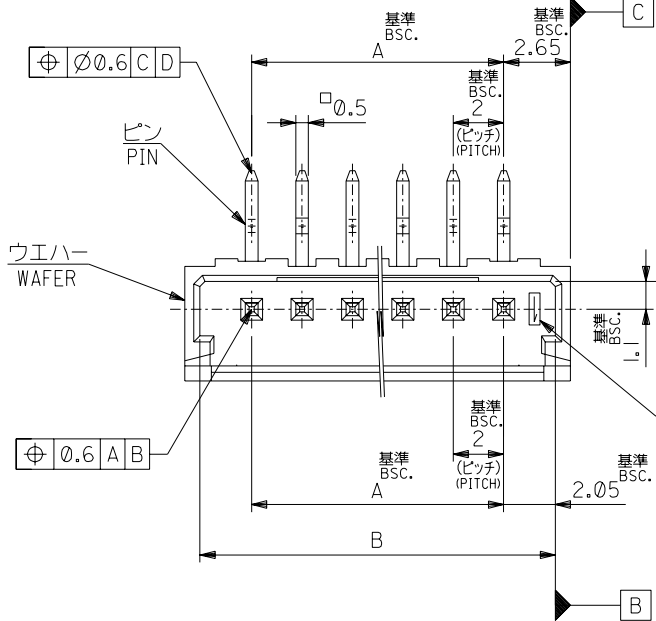 C
基準
BSC.
A
基準
BSC.
2.65
⌖ Ø0.6 C D
□0.5
基準
BSC.
2
(ピッチ)
(PITCH)
ピン
PIN
ウエハー
WAFER
1
基準
BSC.
1.1
⌖ 0.6 A B
基準
BSC.
2
(ピッチ)
(PITCH)
基準
BSC.
A
基準
BSC.
2.05
B
B